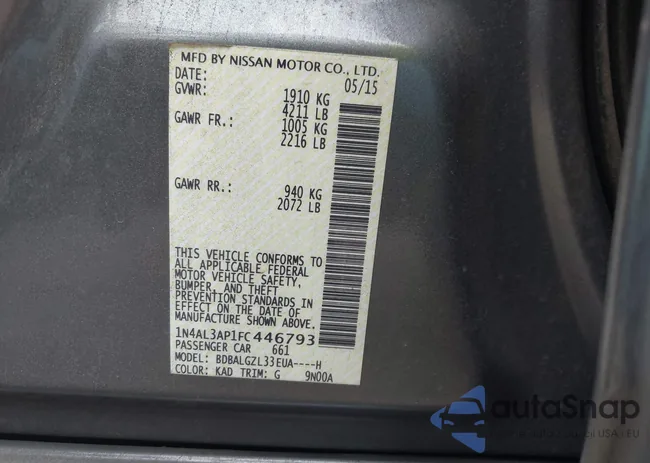 MFD BY NISSAN MOTOR CO., LTD.
DATE: 05/15
GVWR: 1910 KG
4211 LB
GAWR FR.: 1005 KG
2216 LB
GAWR RR.: 940 KG
2072 LB
THIS VEHICLE CONFORMS TO
ALL APPLICABLE FEDERAL
MOTOR VEHICLE SAFETY,
BUMPER, AND THEFT
PREVENTION STANDARDS IN
EFFECT ON THE DATE OF
MANUFACTURE SHOWN ABOVE.
1N4AL3AP1FC446793
PASSENGER CAR 661
MODEL: BDBALGZL33EUA----H
COLOR: KAD TRIM: G 9N00A
autoSnap
USA - EU